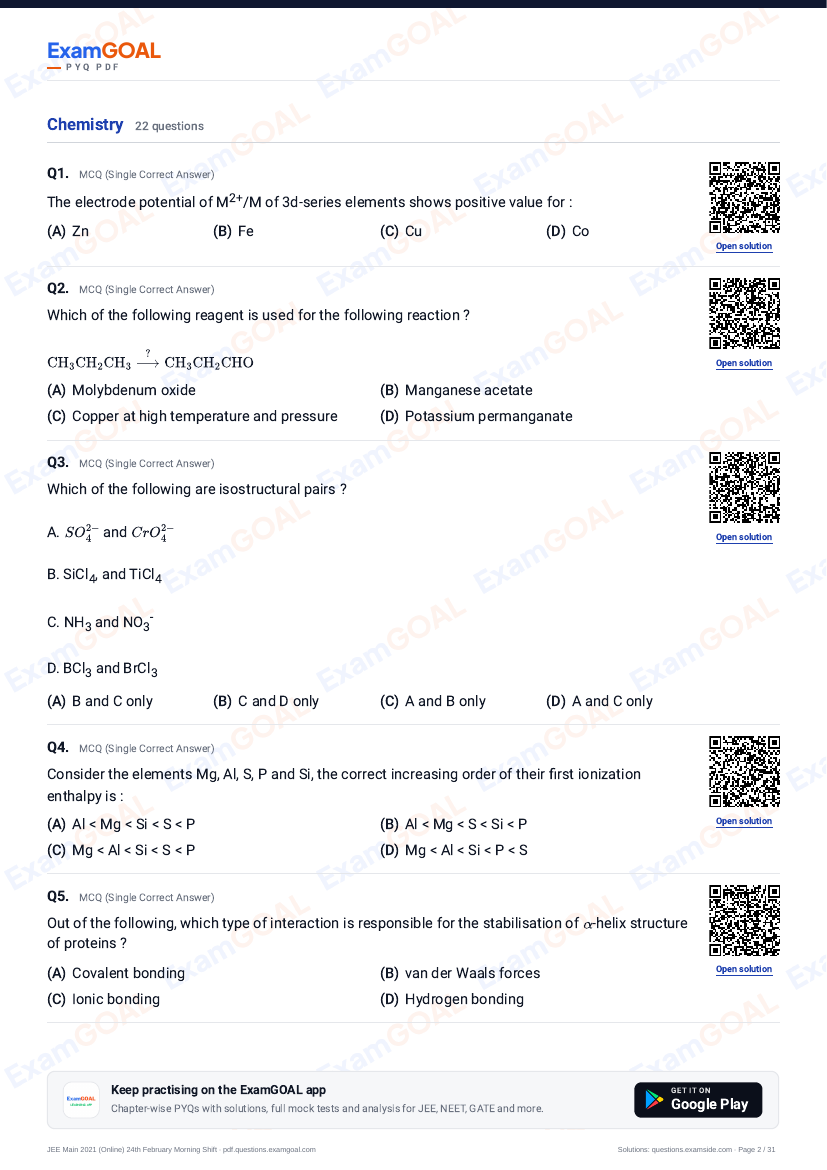 ExamGOAL
PYQ PDF
Chemistry 22 questions
Q1. MCQ (Single Correct Answer)
The electrode potential of M²⁺/M of 3d-series elements shows positive value for :
(A) Zn (B) Fe (C) Cu (D) Co
Open solution
Q2. MCQ (Single Correct Answer)
Which of the following reagent is used for the following reaction ?
CH₃CH₂CH₃ —?→ CH₃CH₂CHO
Open solution
(A) Molybdenum oxide (B) Manganese acetate
(C) Copper at high temperature and pressure (D) Potassium permanganate
Q3. MCQ (Single Correct Answer)
Which of the following are isostructural pairs ?
A. SO₄²⁻ and CrO₄²⁻
Open solution
B. SiCl₄, and TiCl₄
C. NH₃ and NO₃⁻
D. BCl₃ and BrCl₃
(A) B and C only (B) C and D only (C) A and B only (D) A and C only
Q4. MCQ (Single Correct Answer)
Consider the elements Mg, Al, S, P and Si, the correct increasing order of their first ionization
enthalpy is :
(A) Al < Mg < Si < S < P (B) Al < Mg < S < Si < P
Open solution
(C) Mg < Al < Si < S < P (D) Mg < Al < Si < P < S
Q5. MCQ (Single Correct Answer)
Out of the following, which type of interaction is responsible for the stabilisation of α-helix structure
of proteins ?
(A) Covalent bonding (B) van der Waals forces
Open solution
(C) Ionic bonding (D) Hydrogen bonding
Keep practising on the ExamGOAL app
Chapter-wise PYQs with solutions, full mock tests and analysis for JEE, NEET, GATE and more.
GET IT ON
Google Play
JEE Main 2021 (Online) 24th February Morning Shift · pdf.questions.examgoal.com Solutions: questions.examside.com · Page 2 / 31